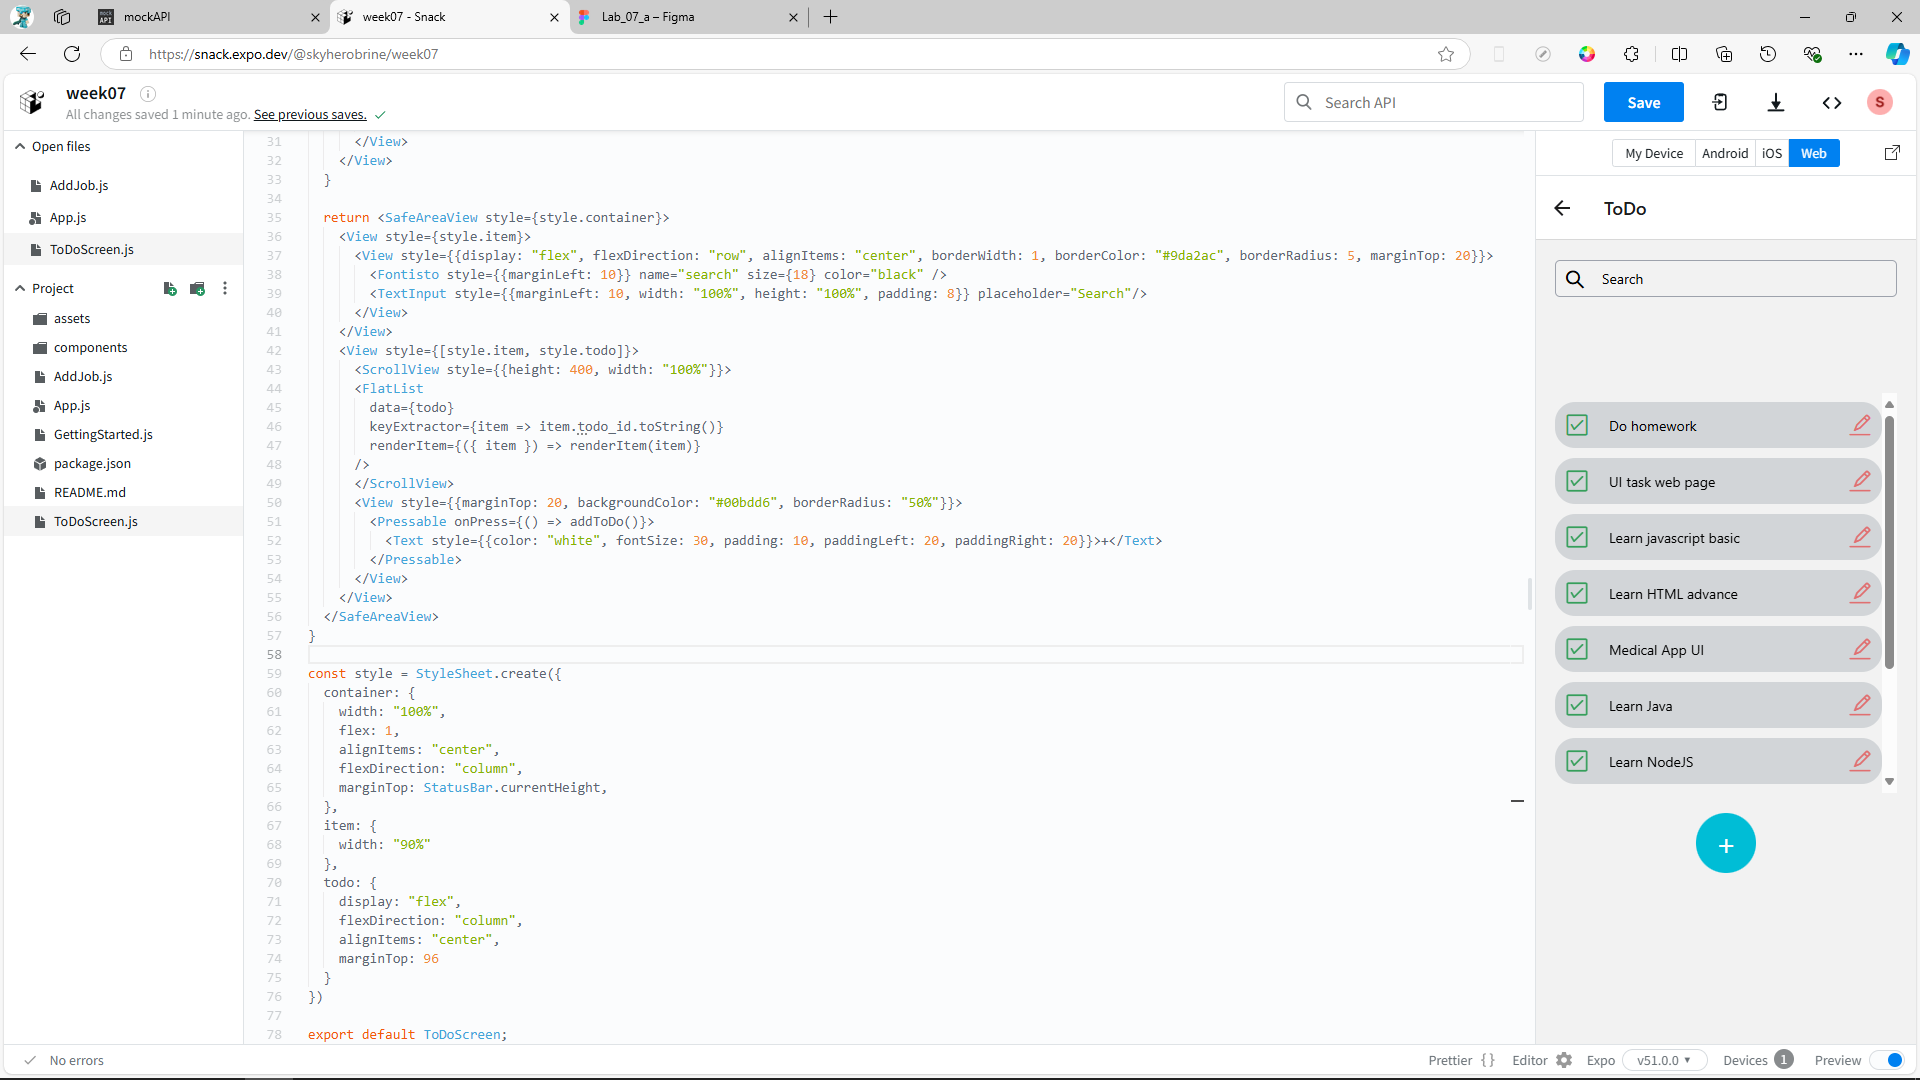 mockAPI
week07 - Snack
Lab_07_a – Figma
https://snack.expo.dev/@skyherobrine/week07
week07
All changes saved 1 minute ago. See previous saves.
Search API
Save
S
Open files
AddJob.js
App.js
ToDoScreen.js
Project
assets
components
AddJob.js
App.js
GettingStarted.js
package.json
README.md
ToDoScreen.js
31 </View>
32 </View>
33 }
34
35 return <SafeAreaView style={style.container}>
36 <View style={style.item}>
37 <View style={{display: "flex", flexDirection: "row", alignItems: "center", borderWidth: 1, borderColor: "#9da2ac", borderRadius: 5, marginTop: 20}}>
38 <Fontisto style={{marginLeft: 10}} name="search" size={18} color="black" />
39 <TextInput style={{marginLeft: 10, width: "100%", height: "100%", padding: 8}} placeholder="Search"/>
40 </View>
41 </View>
42 <View style={[style.item, style.todo]}>
43 <ScrollView style={{height: 400, width: "100%"}}>
44 <FlatList
45 data={todo}
46 keyExtractor={item => item.todo_id.toString()}
47 renderItem={({ item }) => renderItem(item)}
48 />
49 </ScrollView>
50 <View style={{marginTop: 20, backgroundColor: "#00bdd6", borderRadius: "50%"}}>
51 <Pressable onPress={() => addToDo()}>
52 <Text style={{color: "white", fontSize: 30, padding: 10, paddingLeft: 20, paddingRight: 20}}>+</Text>
53 </Pressable>
54 </View>
55 </View>
56 </SafeAreaView>
57 }
58
59 const style = StyleSheet.create({
60 container: {
61 width: "100%",
62 flex: 1,
63 alignItems: "center",
64 flexDirection: "column",
65 marginTop: StatusBar.currentHeight,
66 },
67 item: {
68 width: "90%"
69 },
70 todo: {
71 display: "flex",
72 flexDirection: "column",
73 alignItems: "center",
74 marginTop: 96
75 }
76 })
77
78 export default ToDoScreen;
My Device
Android
iOS
Web
ToDo
Search
Do homework
UI task web page
Learn javascript basic
Learn HTML advance
Medical App UI
Learn Java
Learn NodeJS
+
No errors
Prettier {}
Editor
Expo
v51.0.0
Devices 1
Preview